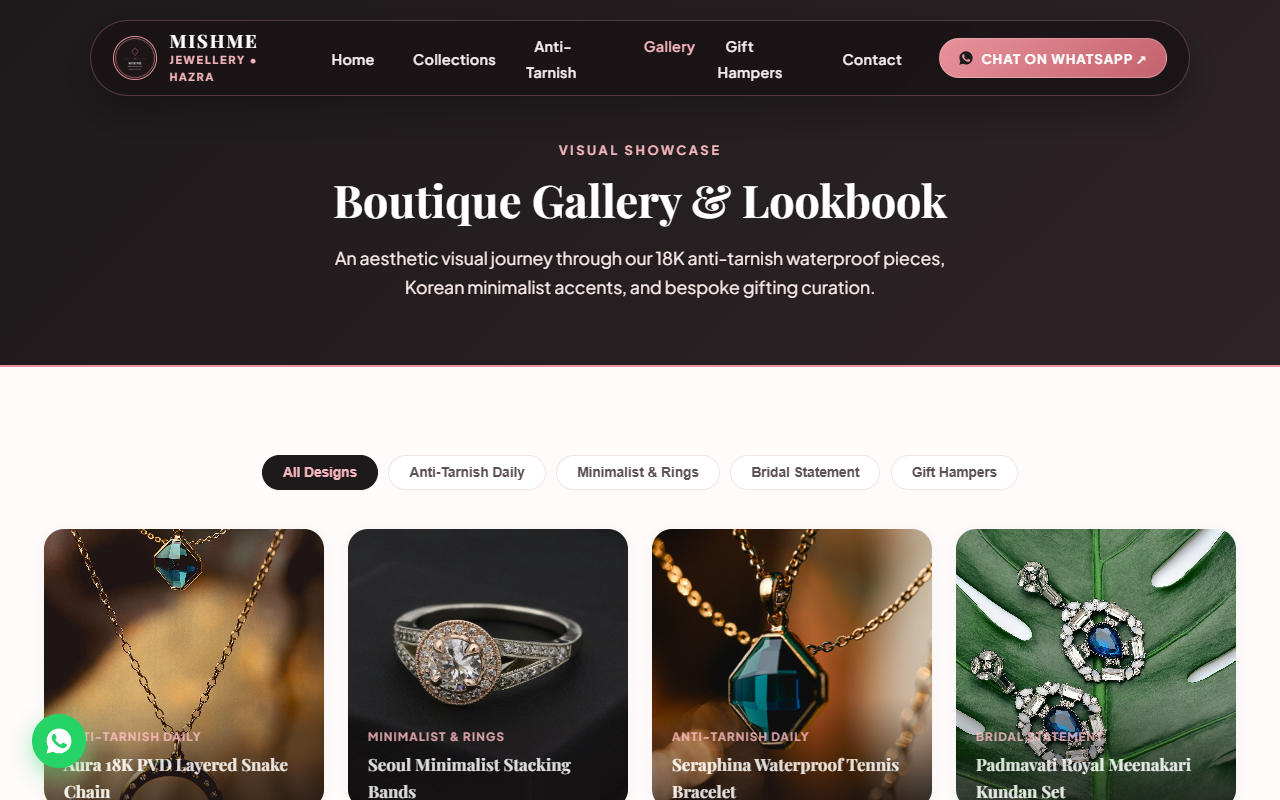 MISHME
JEWELLERY •
HAZRA
Home
Collections
Anti-
Tarnish
Gallery
Gift
Hampers
Contact
CHAT ON WHATSAPP ↗
VISUAL SHOWCASE
Boutique Gallery & Lookbook
An aesthetic visual journey through our 18K anti-tarnish waterproof pieces,
Korean minimalist accents, and bespoke gifting curation.
All Designs
Anti-Tarnish Daily
Minimalist & Rings
Bridal Statement
Gift Hampers
TI-TARNISH DAILY
Aura 18K PVD Layered Snake
Chain
MINIMALIST & RINGS
Seoul Minimalist Stacking
Bands
ANTI-TARNISH DAILY
Seraphina Waterproof Tennis
Bracelet
BRIDAL STATEMENT
Padmavati Royal Meenakari
Kundan Set